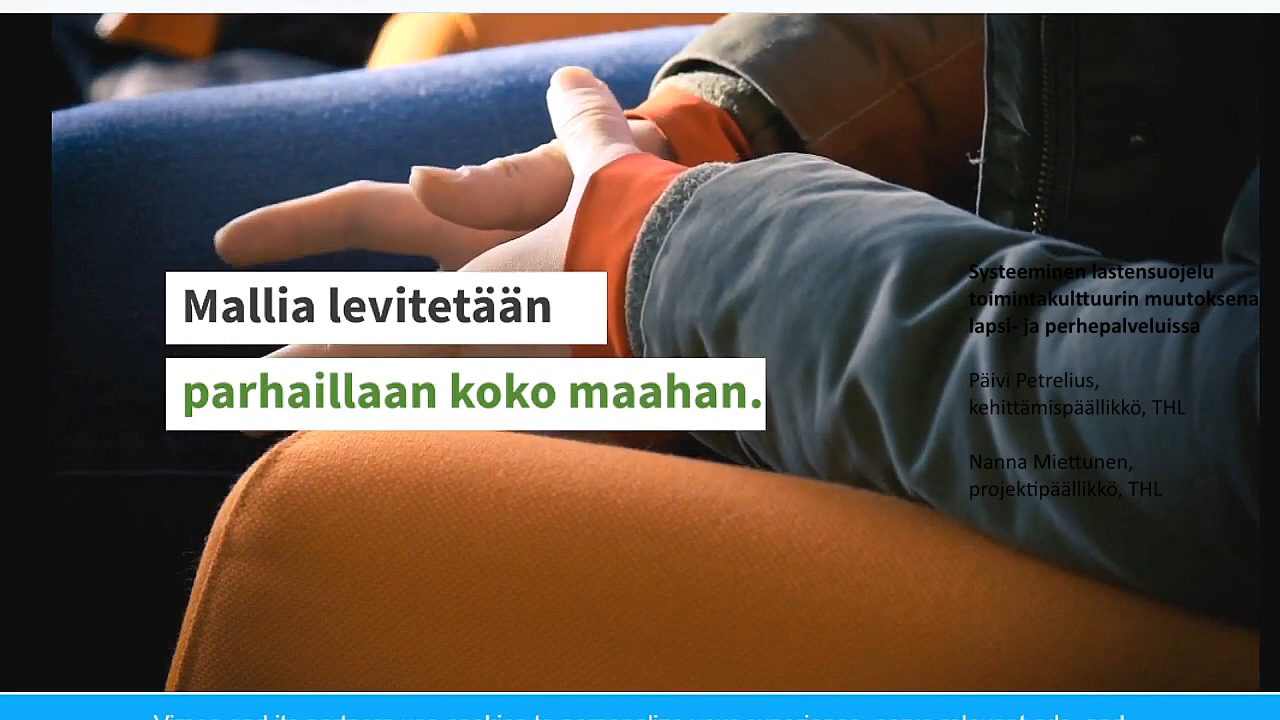 Mallia levitetään
parhaillaan koko maahan.
Systeeminen lastensuojelu
toimintakulttuurin muutoksena
lapsi- ja perhepalveluissa
Päivi Petrelius,
kehittämispäällikkö, THL
Nanna Miettunen,
projektipäällikkö, THL